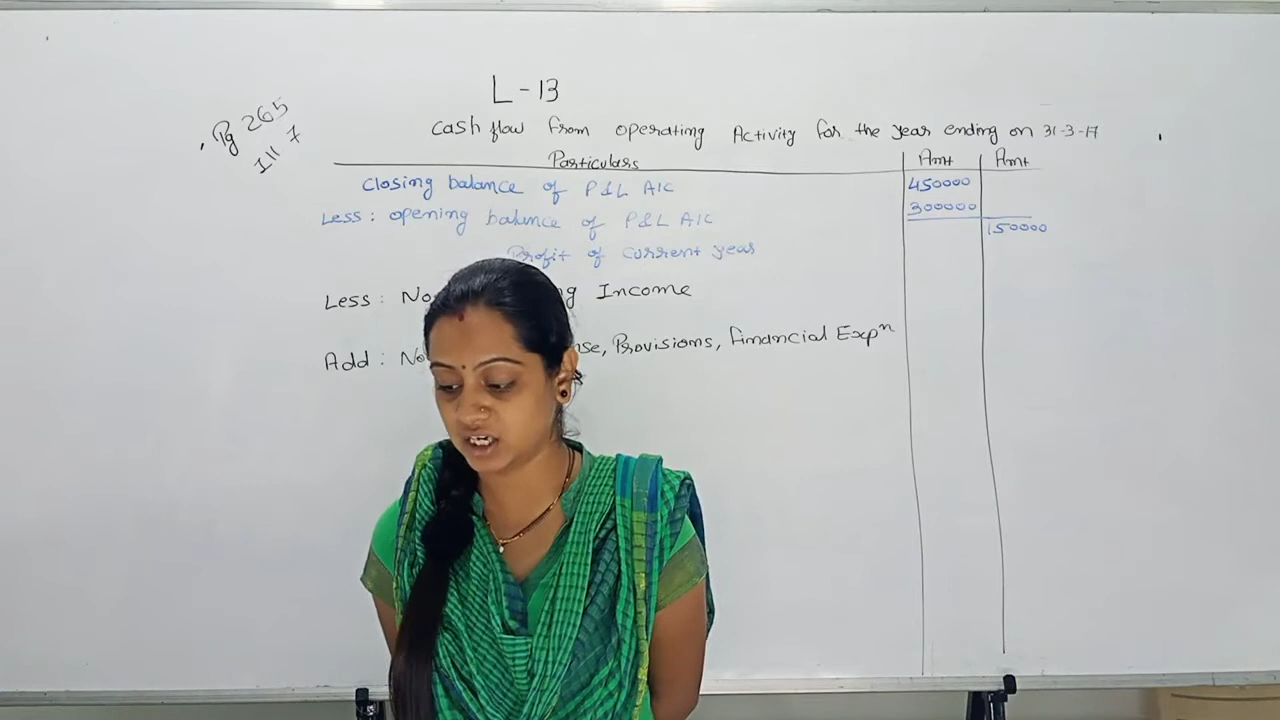 L - 13
Pg 265
Ill 7
Cash flow from operating Activity for the year ending on 31-3-17
Particulars Amt Amt
Closing balance of P&L A/C 450000
Less : opening balance of P&L A/C 300000
150000
Profit of current year
Less : Income
Add : Provisions, Financial Expn